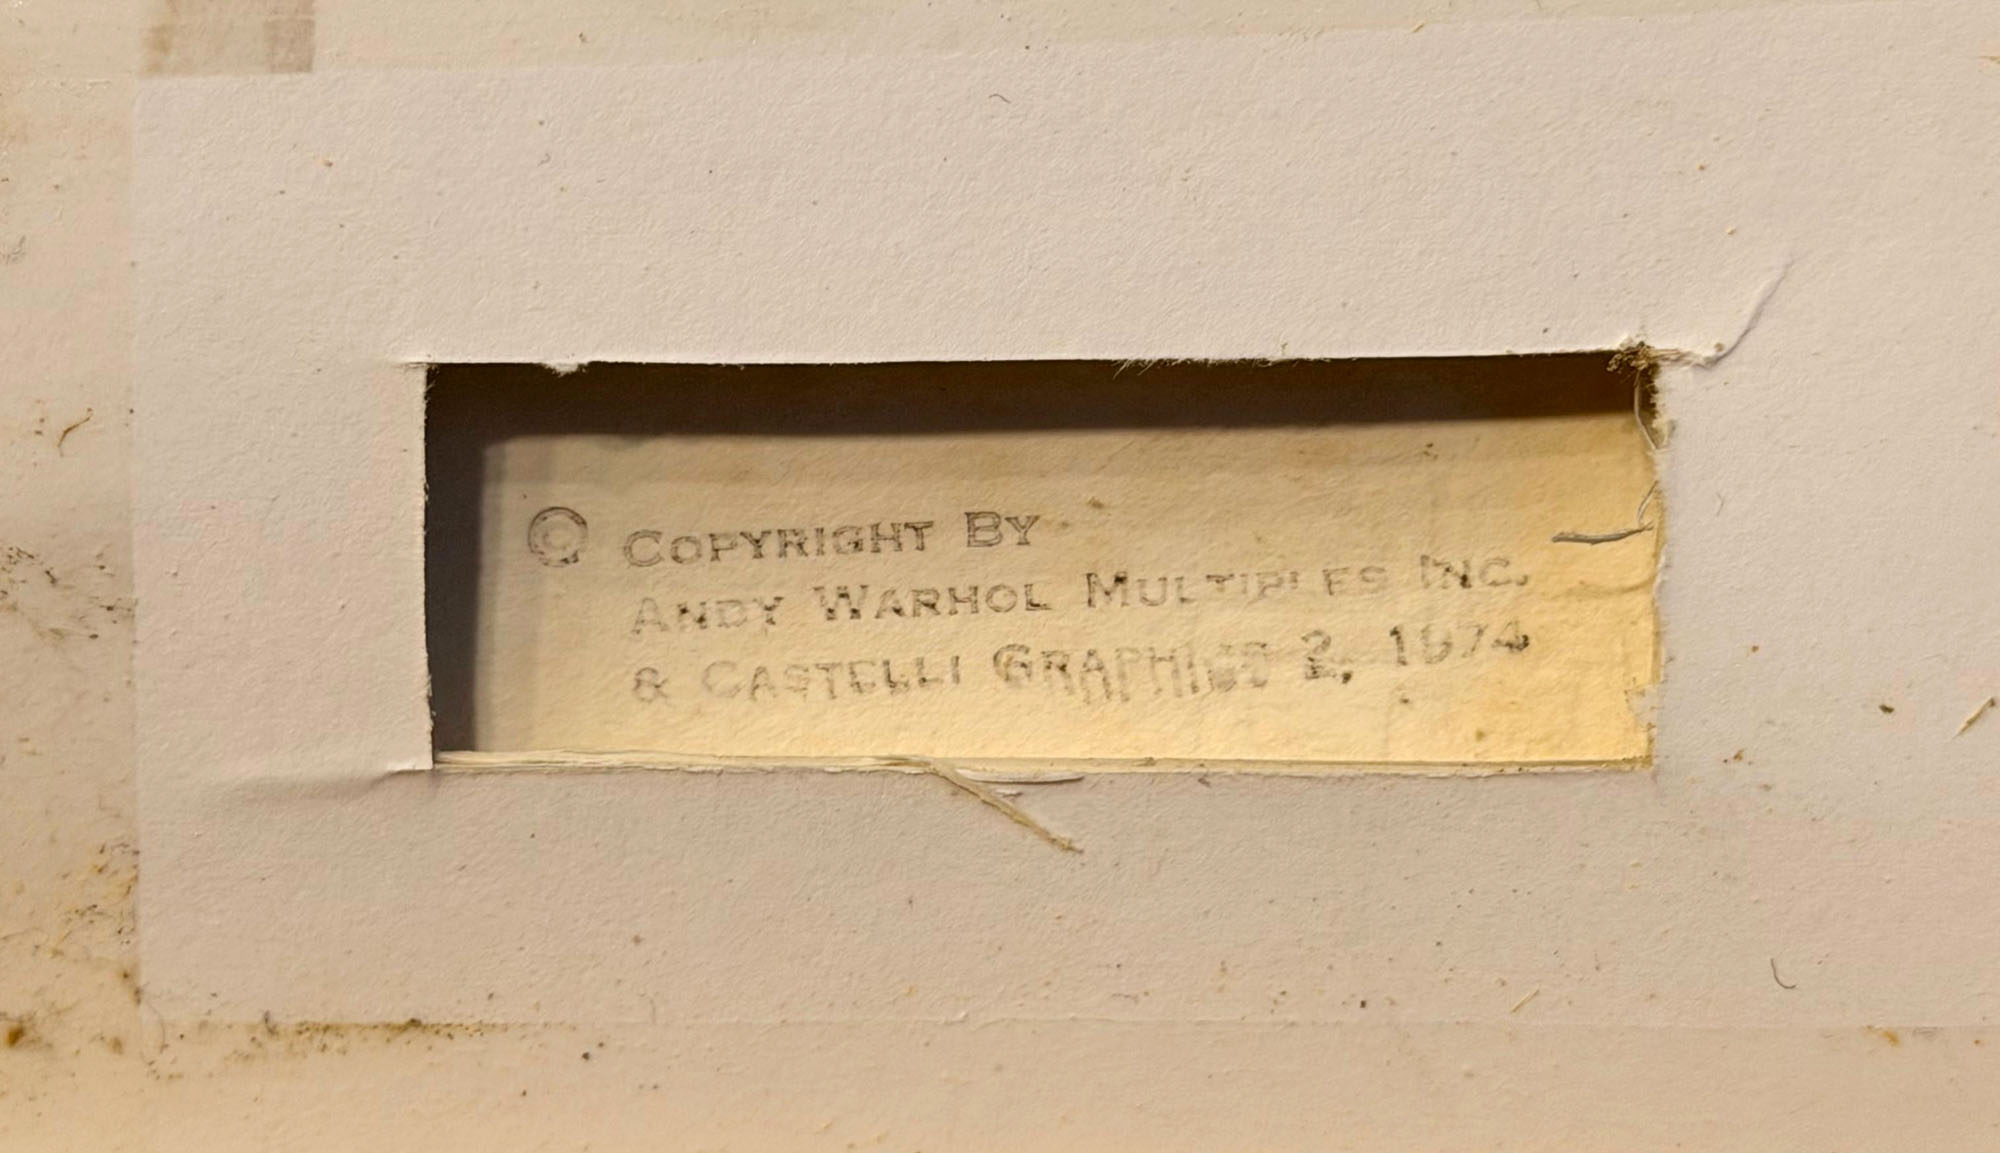 © COPYRIGHT BY
ANDY WARHOL MULTIPLES INC.
& CASTELLI GRAPHICS 2, 1974